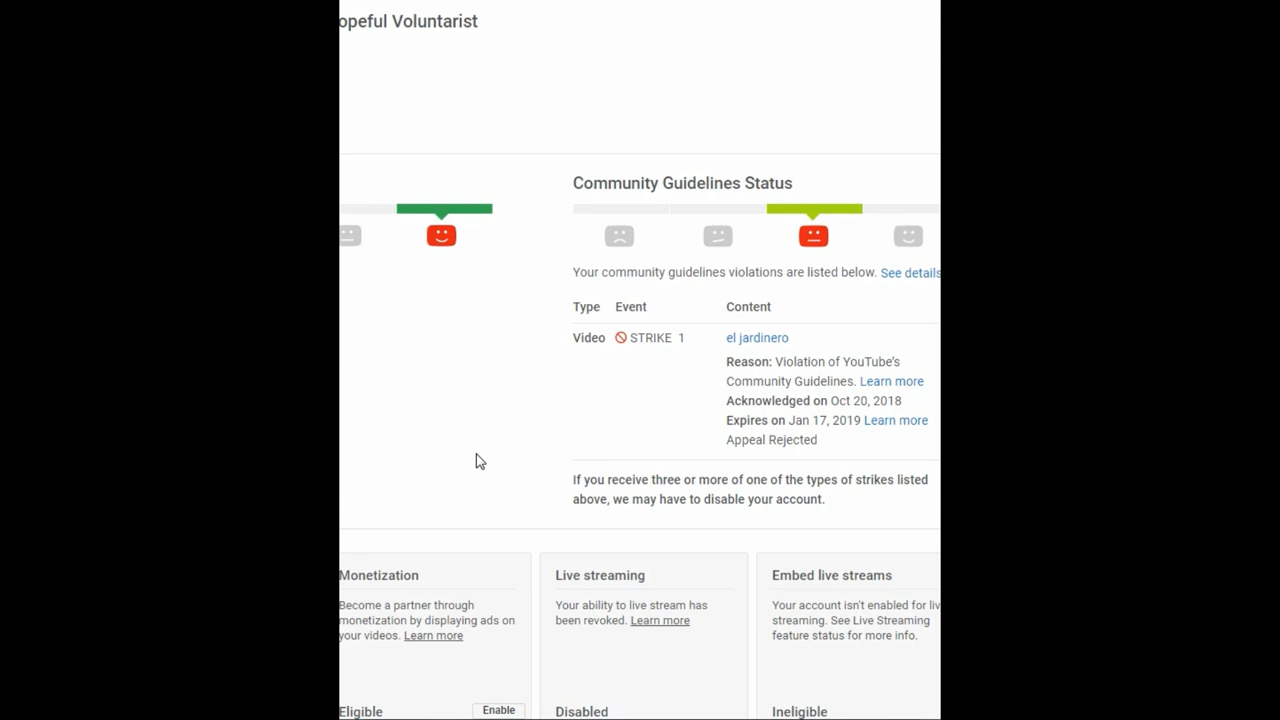 opeful Voluntarist
Community Guidelines Status
Your community guidelines violations are listed below. See details
Type Event Content
Video STRIKE 1 el jardinero
Reason: Violation of YouTube's
Community Guidelines. Learn more
Acknowledged on Oct 20, 2018
Expires on Jan 17, 2019 Learn more
Appeal Rejected
If you receive three or more of one of the types of strikes listed
above, we may have to disable your account.
Monetization
Become a partner through
monetization by displaying ads on
your videos. Learn more
Eligible Enable
Live streaming
Your ability to live stream has
been revoked. Learn more
Disabled
Embed live streams
Your account isn't enabled for liv
streaming. See Live Streaming
feature status for more info.
Ineligible